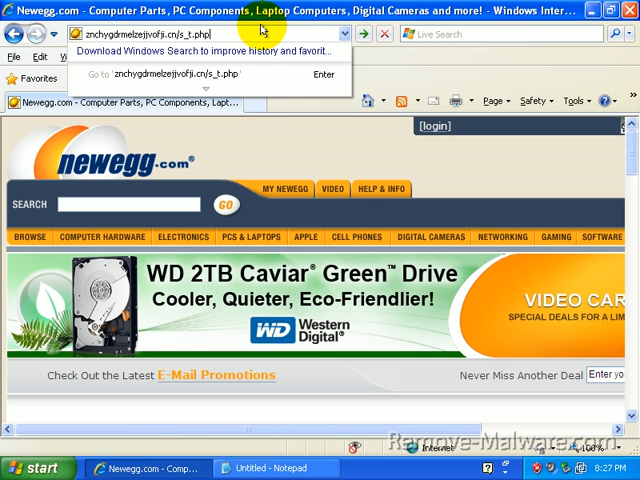 Newegg.com - Computer Parts, PC Components, Laptop Computers, Digital Cameras and more! - Windows Inter...
znchygdrmelzejjvofji.cn/s_t.php
Live Search
Download Windows Search to improve history and favorit...
File Edit
Go to 'znchygdrmelzejjvofji.cn/s_t.php' Enter
Favorites
Newegg.com - Computer Parts, PC Components, Lapt...
Page Safety Tools
[login]
newegg.com®
MY NEWEGG VIDEO HELP & INFO
SEARCH GO
BROWSE COMPUTER HARDWARE ELECTRONICS PCS & LAPTOPS APPLE CELL PHONES DIGITAL CAMERAS NETWORKING GAMING SOFTWARE
WD 2TB Caviar® Green™ Drive
Cooler, Quieter, Eco-Friendlier!
WD Western Digital®
VIDEO CAR
SPECIAL DEALS FOR A LIM
Check Out the Latest E-Mail Promotions
Never Miss Another Deal Enter yo
Remove-Malware.com
Internet 100%
start Newegg.com - Compu... Untitled - Notepad 8:27 PM